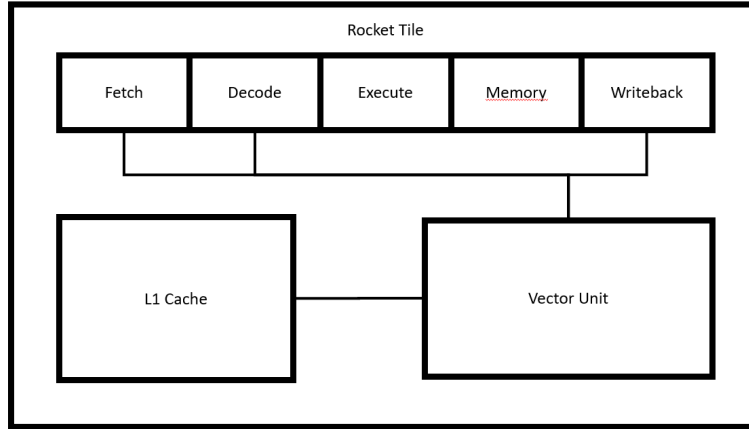 Rocket Tile
Fetch Decode Execute Memory Writeback
L1 Cache Vector Unit